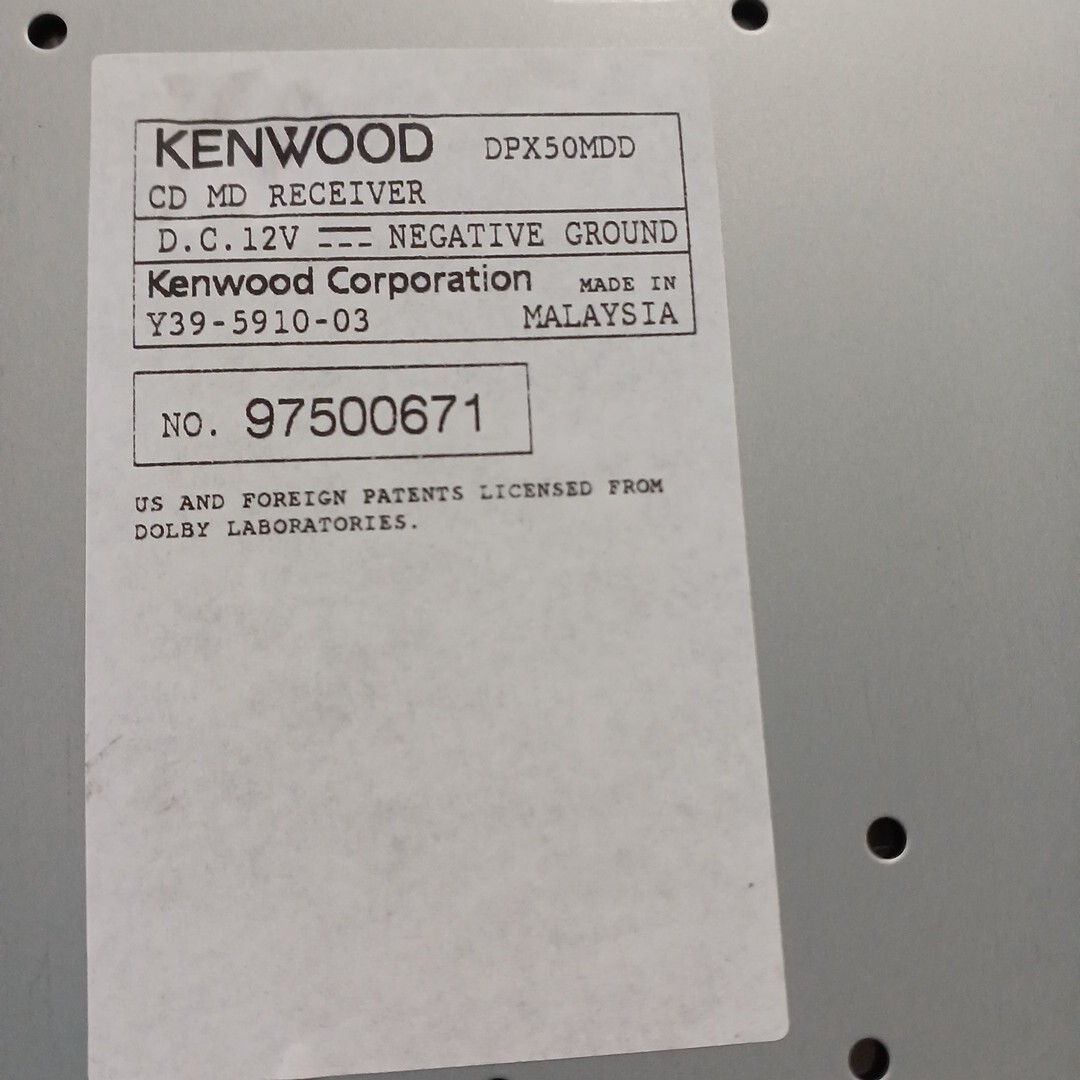 KENWOOD DPX50MDD
CD MD RECEIVER
D.C.12V NEGATIVE GROUND
Kenwood Corporation MADE IN
Y39-5910-03 MALAYSIA
NO. 97500671
US AND FOREIGN PATENTS LICENSED FROM
DOLBY LABORATORIES.